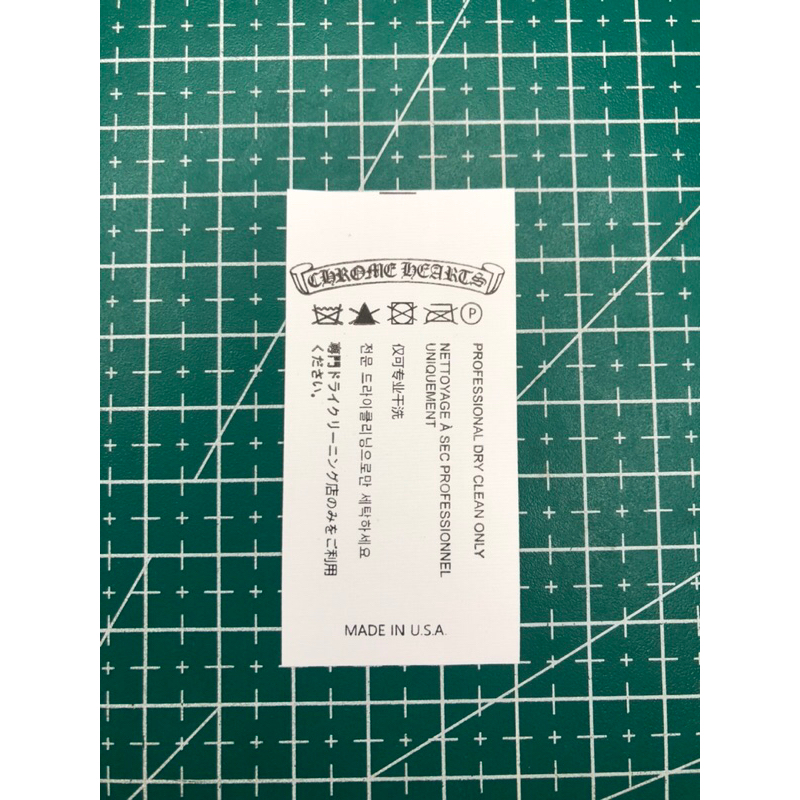 CHROME HEARTS
P
PROFESSIONAL DRY CLEAN ONLY
NETTOYAGE À SEC PROFESSIONNEL
UNIQUEMENT
仅可专业干洗
전문 드라이클리닝으로만 세탁하세요
専門ドライクリーニング店のみをご利用
ください。
MADE IN U.S.A.